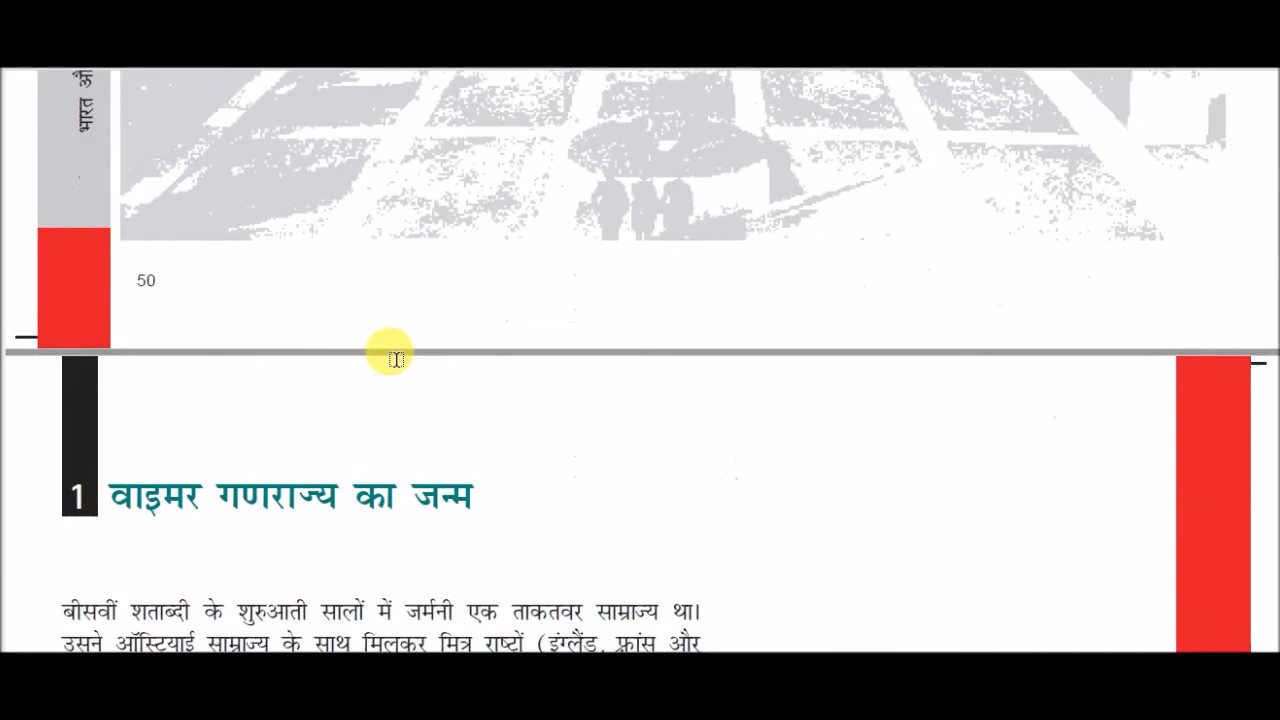 भारत औ
50
1 वाइमर गणराज्य का जन्म
बीसवीं शताब्दी के शुरुआती सालों में जर्मनी एक ताकतवर साम्राज्य था।
उसने ऑस्ट्रियाई साम्राज्य के साथ मिलकर मित्र राष्ट्रों (इंग्लैंड, फ़्रांस और